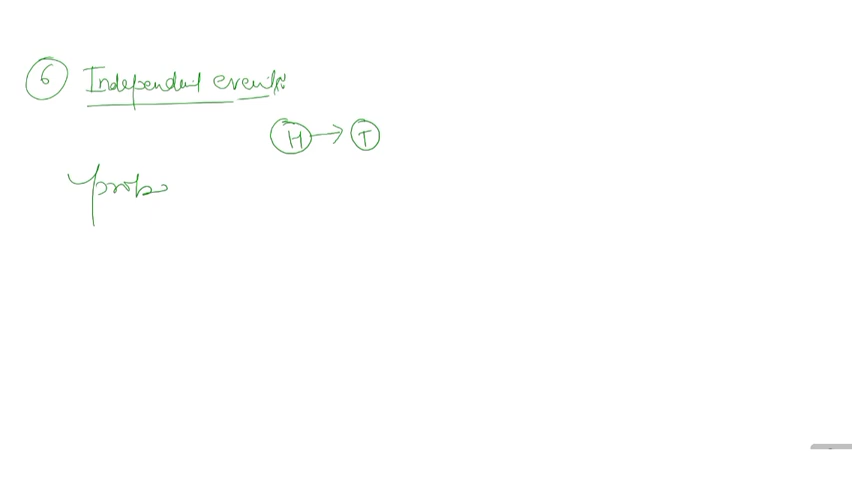 6 Independent events
H → T
prob